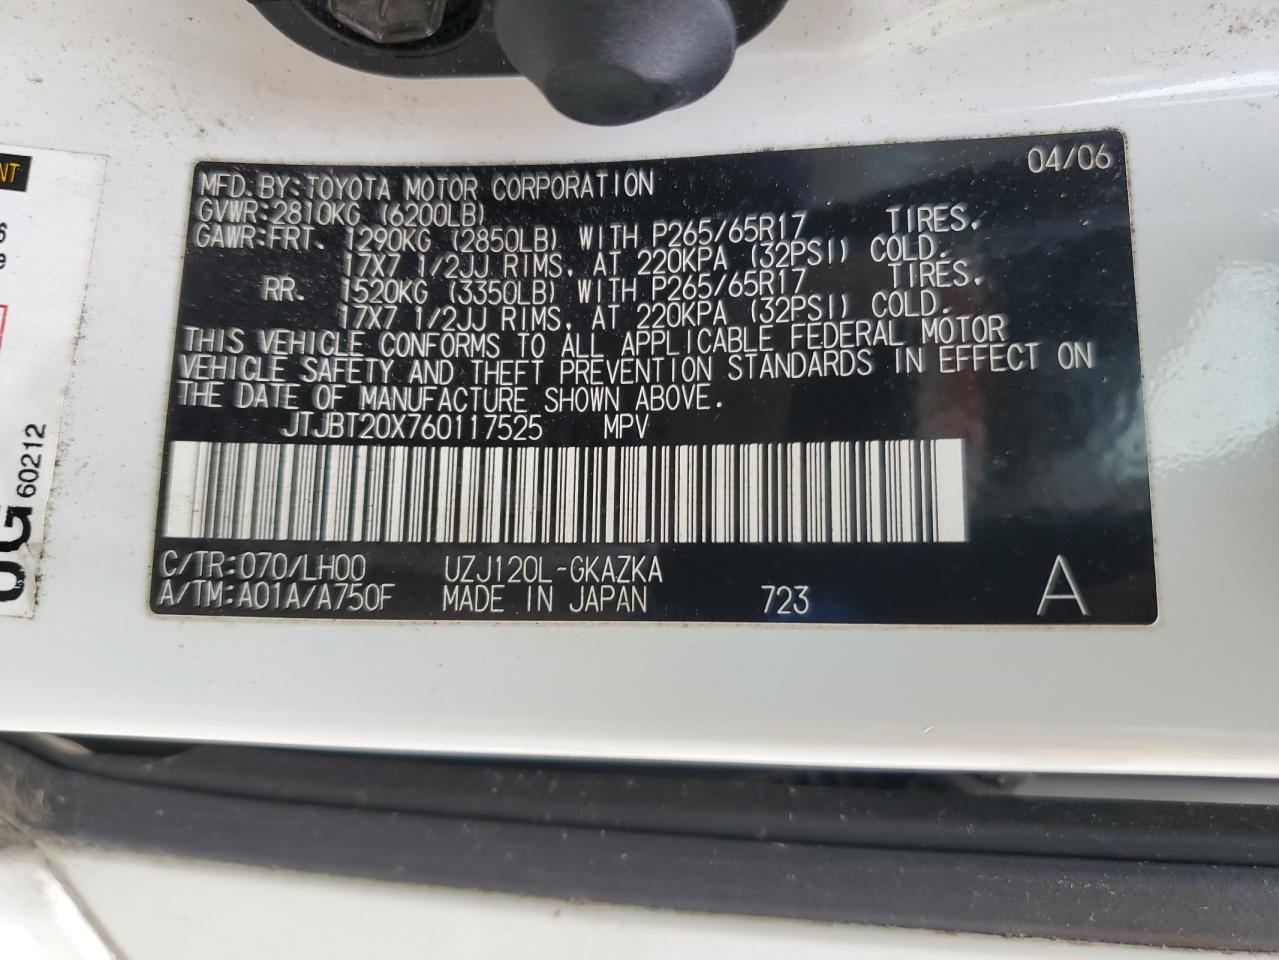 04/06
MFD. BY: TOYOTA MOTOR CORPORATION
GVWR: 2810KG (6200LB)
GAWR: FRT. 1290KG (2850LB) WITH P265/65R17 TIRES.
17X7 1/2JJ RIMS. AT 220KPA (32PSI) COLD.
RR. 1520KG (3350LB) WITH P265/65R17 TIRES.
17X7 1/2JJ RIMS. AT 220KPA (32PSI) COLD.
THIS VEHICLE CONFORMS TO ALL APPLICABLE FEDERAL MOTOR
VEHICLE SAFETY AND THEFT PREVENTION STANDARDS IN EFFECT ON
THE DATE OF MANUFACTURE SHOWN ABOVE.
JTJBT20X760117525 MPV
C/TR: 070/LH00 UZJ120L-GKAZKA
A/TM: A01A/A750F MADE IN JAPAN 723 A
60212